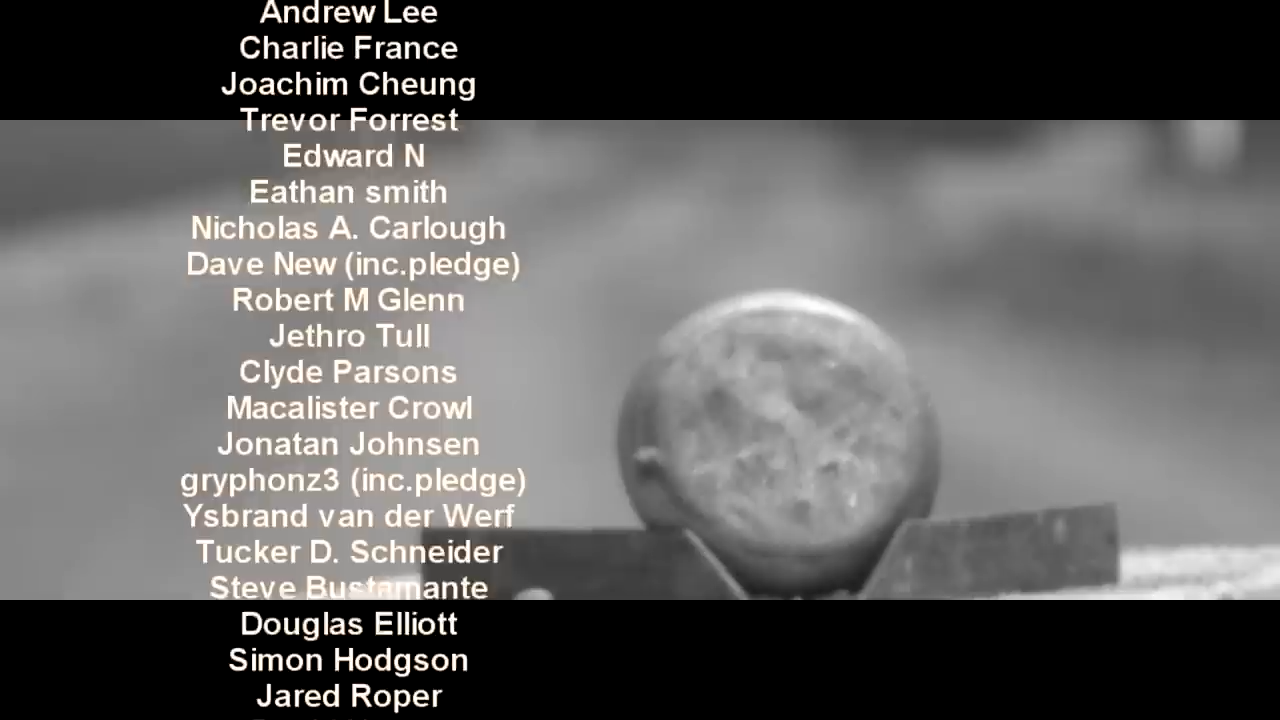 Andrew Lee
Charlie France
Joachim Cheung
Trevor Forrest
Edward N
Eathan smith
Nicholas A. Carlough
Dave New (inc.pledge)
Robert M Glenn
Jethro Tull
Clyde Parsons
Macalister Crowl
Jonatan Johnsen
gryphonz3 (inc.pledge)
Ysbrand van der Werf
Tucker D. Schneider
Steve Bustamante
Douglas Elliott
Simon Hodgson
Jared Roper